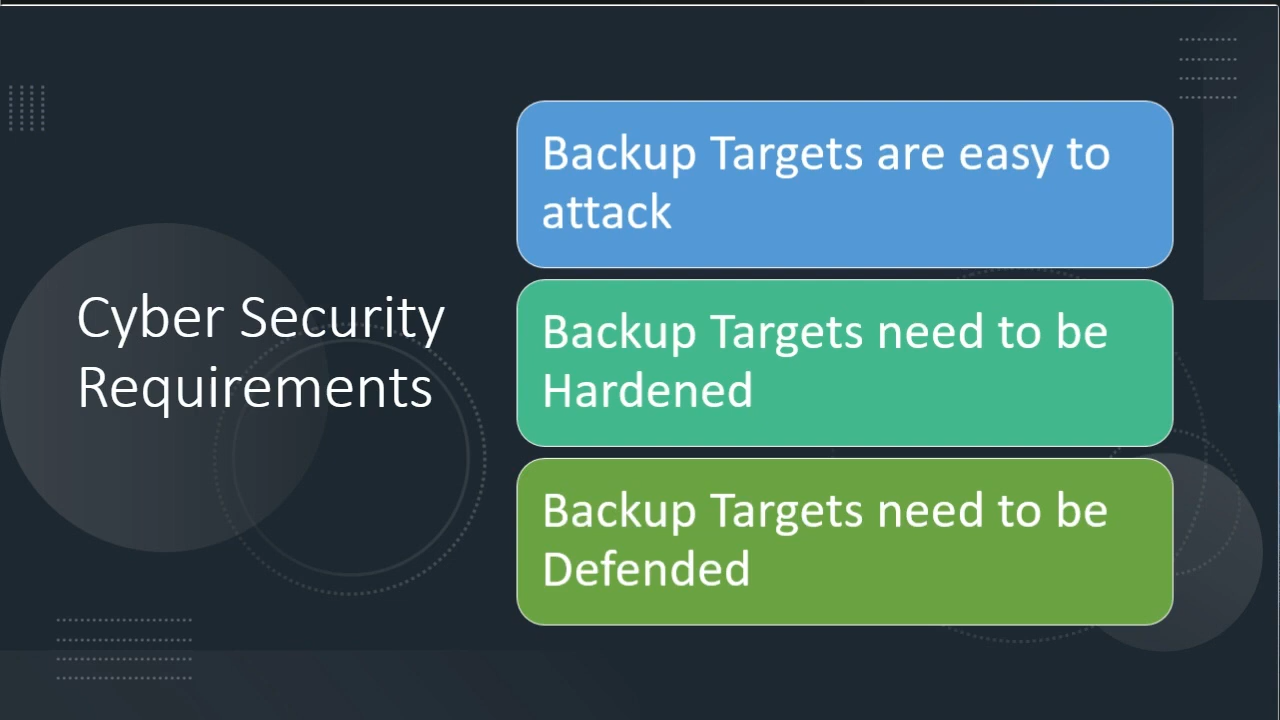 Cyber Security
Requirements
Backup Targets are easy to
attack
Backup Targets need to be
Hardened
Backup Targets need to be
Defended